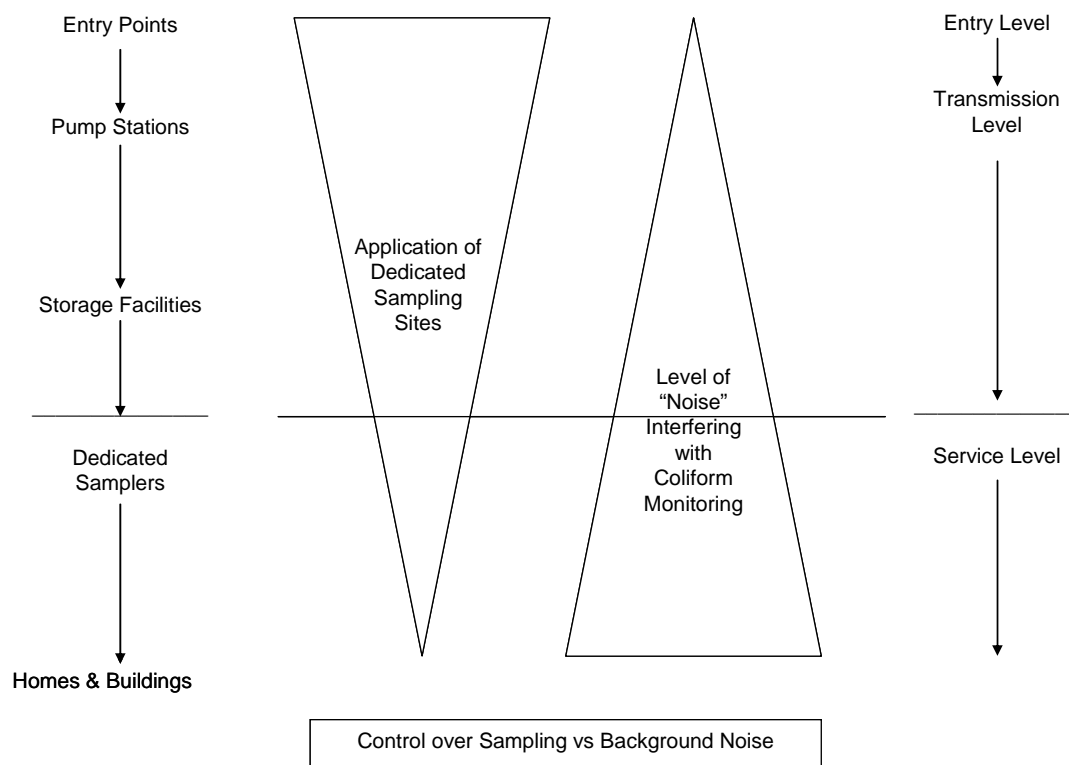 Entry Points
Pump Stations
Storage Facilities
Dedicated
Samplers
Homes & Buildings
Application of
Dedicated
Sampling
Sites
Level of
“Noise”
Interfering
with
Coliform
Monitoring
Entry Level
Transmission
Level
Service Level
Control over Sampling vs Background Noise